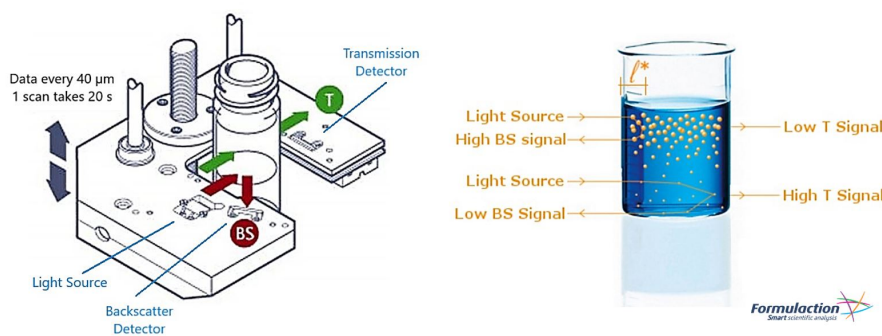 Data every 40 µm
1 scan takes 20 s
Transmission
Detector
T
BS
Light Source
Backscatter
Detector
l*
Light Source
High BS signal
Low T Signal
Light Source
High T Signal
Low BS Signal
Formulaction
Smart scientific analysis